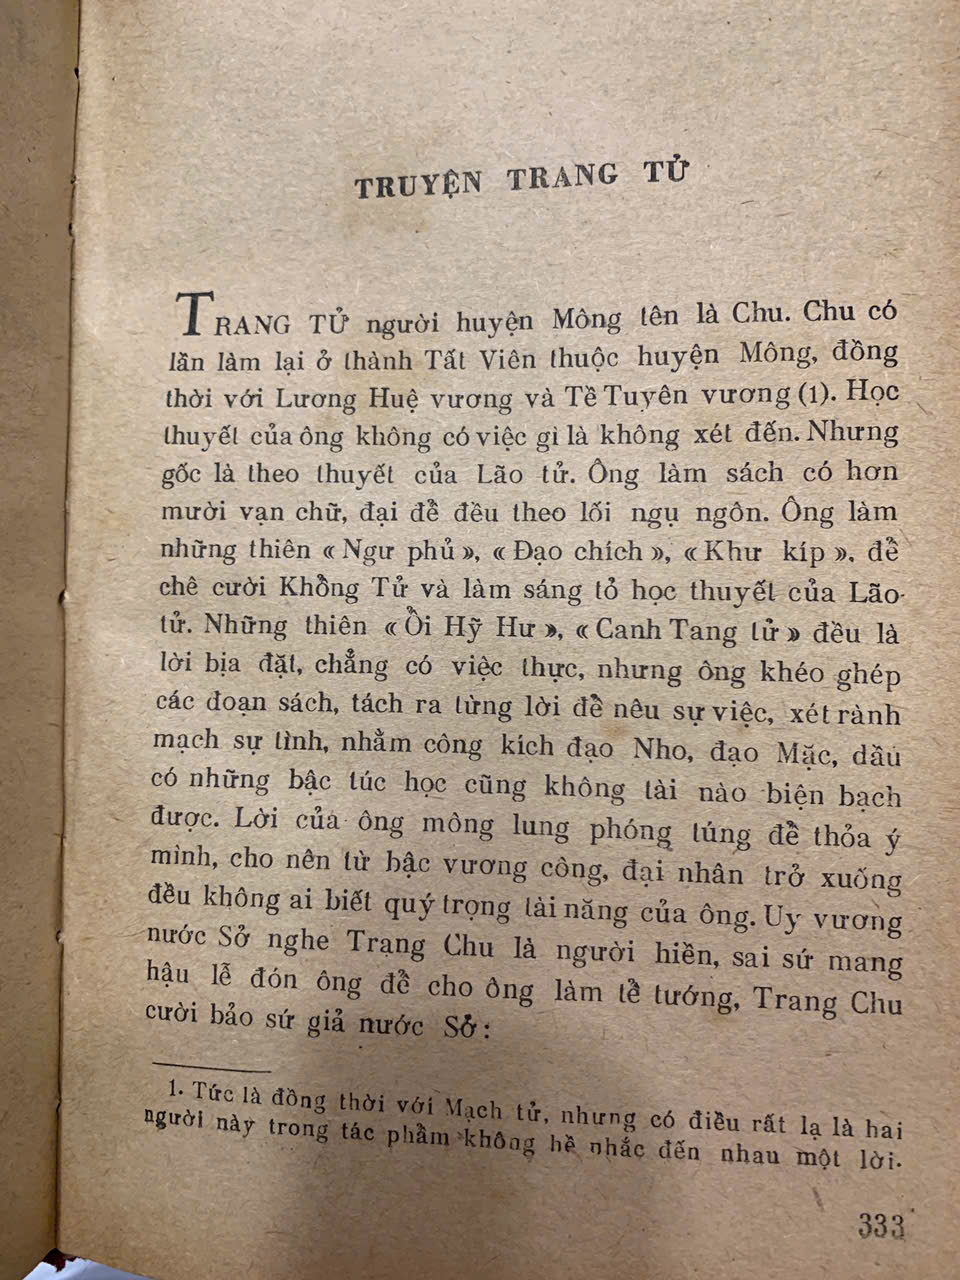 TRUYỆN TRANG TỬ
TRANG TỬ người huyện Mông tên là Chu. Chu có
lần làm lại ở thành Tất Viên thuộc huyện Mông, đồng
thời với Lương Huệ vương và Tề Tuyên vương (1). Học
thuyết của ông không có việc gì là không xét đến. Nhưng
gốc là theo thuyết của Lão tử. Ông làm sách có hơn
mười vạn chữ, đại để đều theo lối ngụ ngôn. Ông làm
những thiên « Ngư phủ », « Đạo chích », « Khư kíp », để
chê cười Khổng Tử và làm sáng tỏ học thuyết của Lão
tử. Những thiên « Ồi Hỹ Hư », « Canh Tang tử » đều là
lời bịa đặt, chẳng có việc thực, nhưng ông khéo ghép
các đoạn sách, tách ra từng lời để nêu sự việc, xét rành
mạch sự tình, nhằm công kích đạo Nho, đạo Mặc, dầu
có những bậc túc học cũng không tài nào biện bạch
được. Lời của ông mông lung phóng túng để thỏa ý
mình, cho nên từ bậc vương công, đại nhân trở xuống
đều không ai biết quý trọng tài năng của ông. Uy vương
nước Sở nghe Trang Chu là người hiền, sai sứ mang
hậu lễ đón ông để cho ông làm tề tướng, Trang Chu
cười bảo sứ giả nước Sở :
1. Tức là đồng thời với Mạch tử, nhưng có điều rất lạ là hai
người này trong tác phẩm không hề nhắc đến nhau một lời.
333